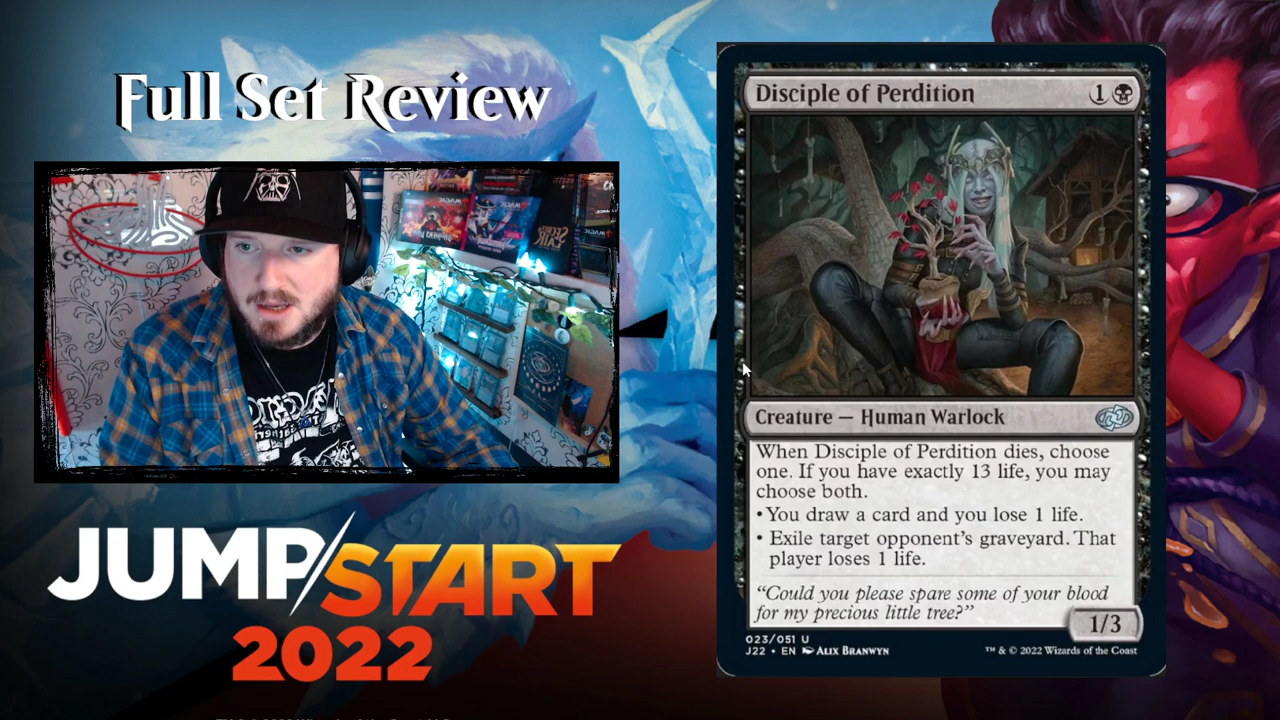 Full Set Review
JUMP/START
2022
Disciple of Perdition 1
Creature — Human Warlock
When Disciple of Perdition dies, choose
one. If you have exactly 13 life, you may
choose both.
• You draw a card and you lose 1 life.
• Exile target opponent's graveyard. That
player loses 1 life.
"Could you please spare some of your blood
for my precious little tree?"
1/3
023/051 U
J22 • EN ALIX BRANWYN
™ & © 2022 Wizards of the Coast